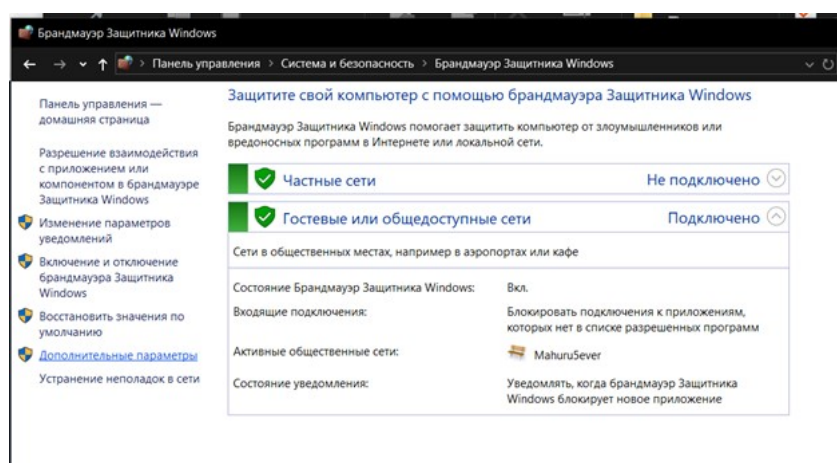 Брандмауэр Защитника Windows
Панель управления > Система и безопасность > Брандмауэр Защитника Windows
Панель управления —
домашняя страница
Разрешение взаимодействия
с приложением или
компонентом в брандмауэре
Защитника Windows
Изменение параметров
уведомлений
Включение и отключение
брандмауэра Защитника
Windows
Восстановить значения по
умолчанию
Дополнительные параметры
Устранение неполадок в сети
Защитите свой компьютер с помощью брандмауэра Защитника Windows
Брандмауэр Защитника Windows помогает защитить компьютер от злоумышленников или
вредоносных программ в Интернете или локальной сети.
Частные сети Не подключено
Гостевые или общедоступные сети Подключено
Сети в общественных местах, например в аэропортах или кафе
Состояние Брандмауэр Защитника Windows: Вкл.
Входящие подключения: Блокировать подключения к приложениям,
которых нет в списке разрешенных программ
Активные общественные сети: Mahuru5ever
Состояние уведомления: Уведомлять, когда брандмауэр Защитника
Windows блокирует новое приложение